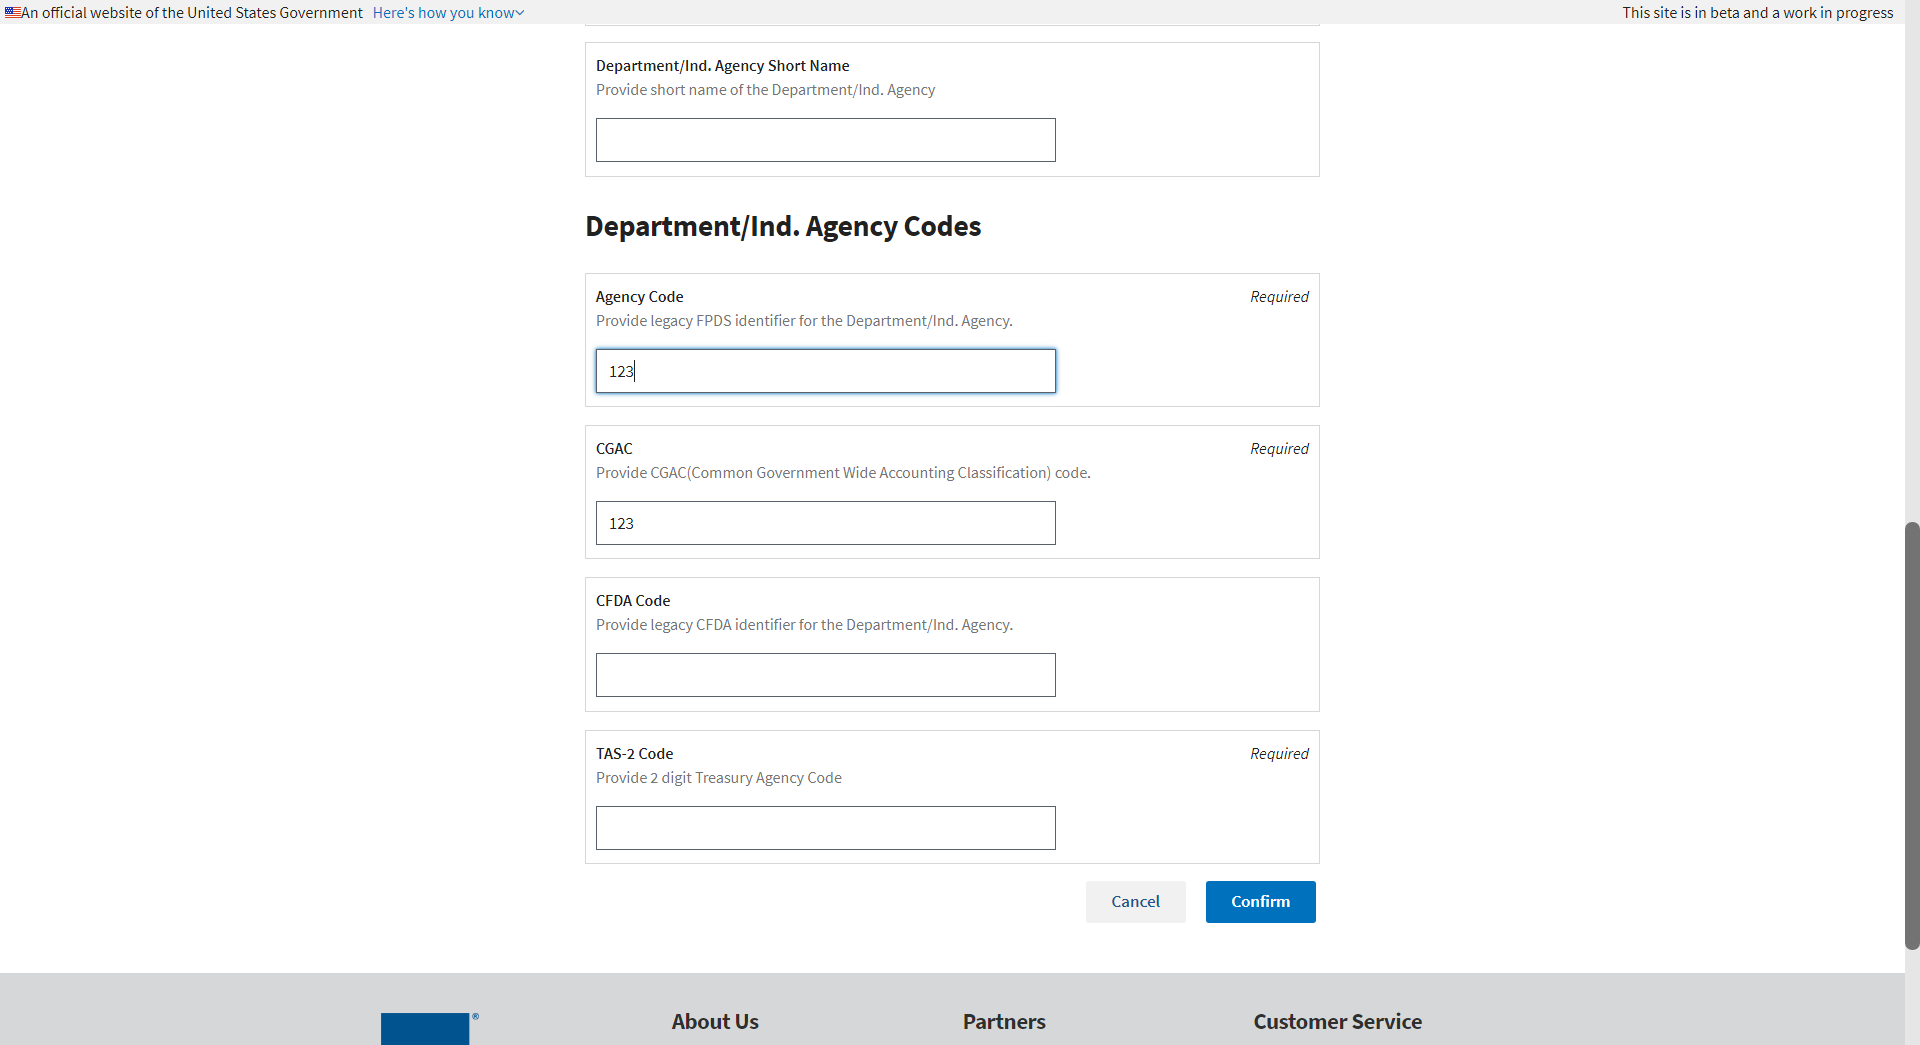 An official website of the United States Government Here's how you know
This site is in beta and a work in progress
Department/Ind. Agency Short Name
Provide short name of the Department/Ind. Agency
Department/Ind. Agency Codes
Agency Code Required
Provide legacy FPDS identifier for the Department/Ind. Agency.
123
CGAC Required
Provide CGAC(Common Government Wide Accounting Classification) code.
123
CFDA Code
Provide legacy CFDA identifier for the Department/Ind. Agency.
TAS-2 Code Required
Provide 2 digit Treasury Agency Code
Cancel Confirm
®
About Us Partners Customer Service